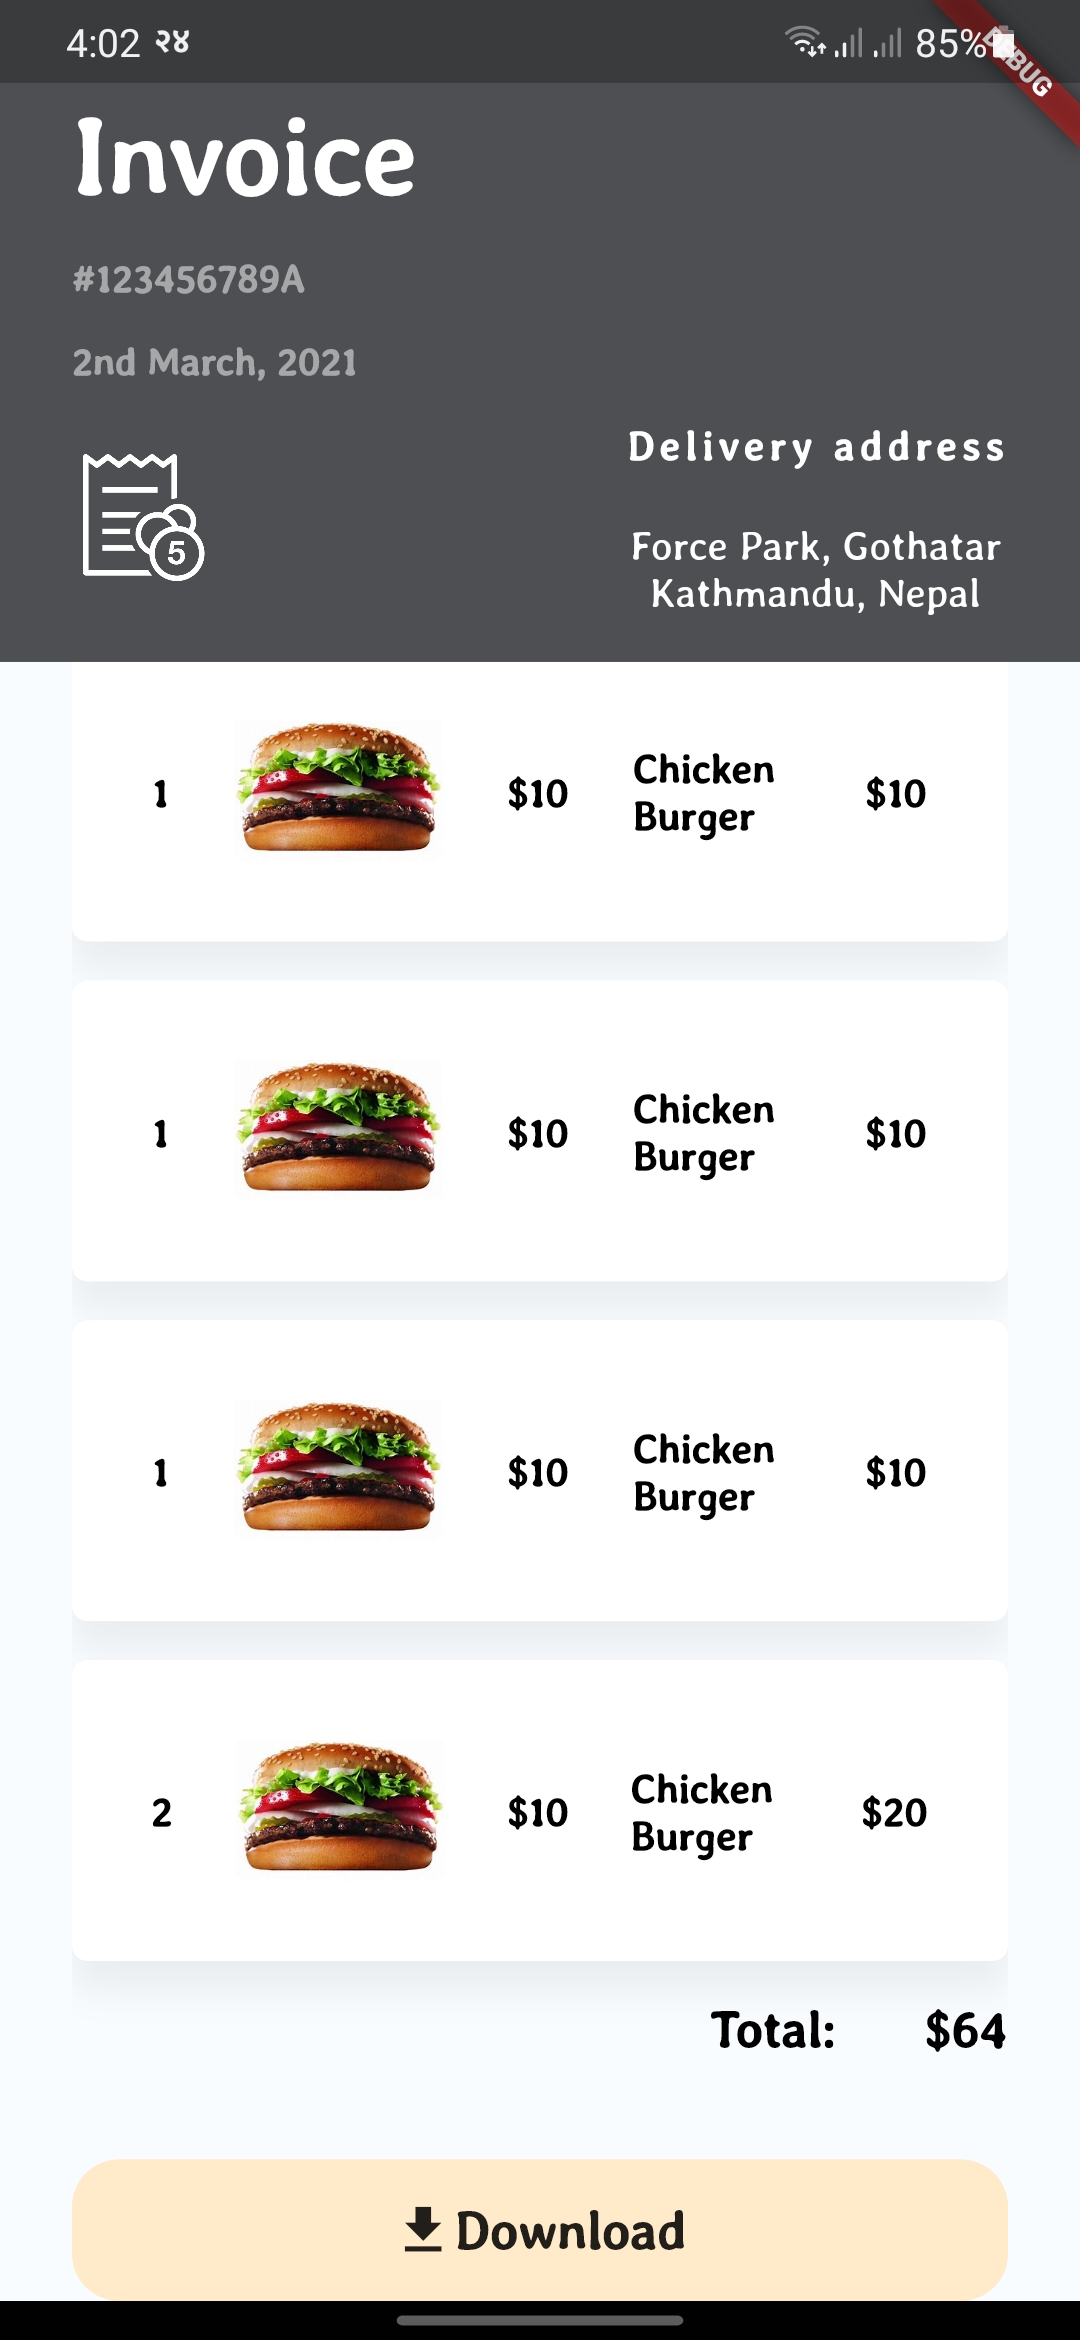 4:02 २४
85%
DEBUG
Invoice
#123456789A
2nd March, 2021
Delivery address
5
Force Park, Gothatar
Kathmandu, Nepal
1 $10 Chicken Burger $10
1 $10 Chicken Burger $10
1 $10 Chicken Burger $10
2 $10 Chicken Burger $20
Total: $64
Download